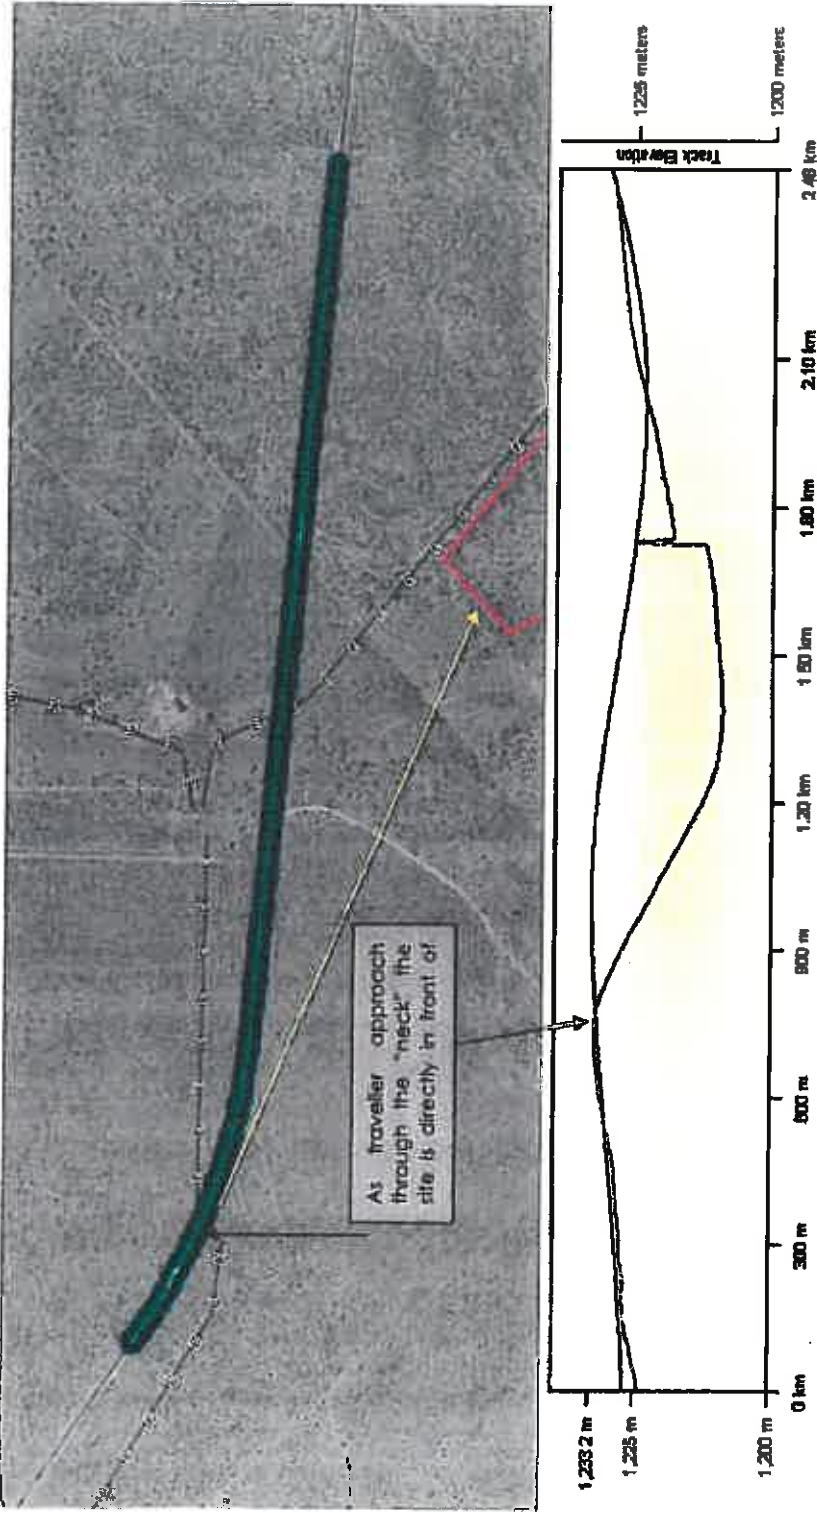 As traveller approach
through the "neck" the
site is directly in front of
1,233.2 m
1,225 m
1,200 m
0 km
300 m
600 m
900 m
1.20 km
1.50 km
1.80 km
2.10 km
2.48 km
Track Elevation
1225 meters
1200 meters